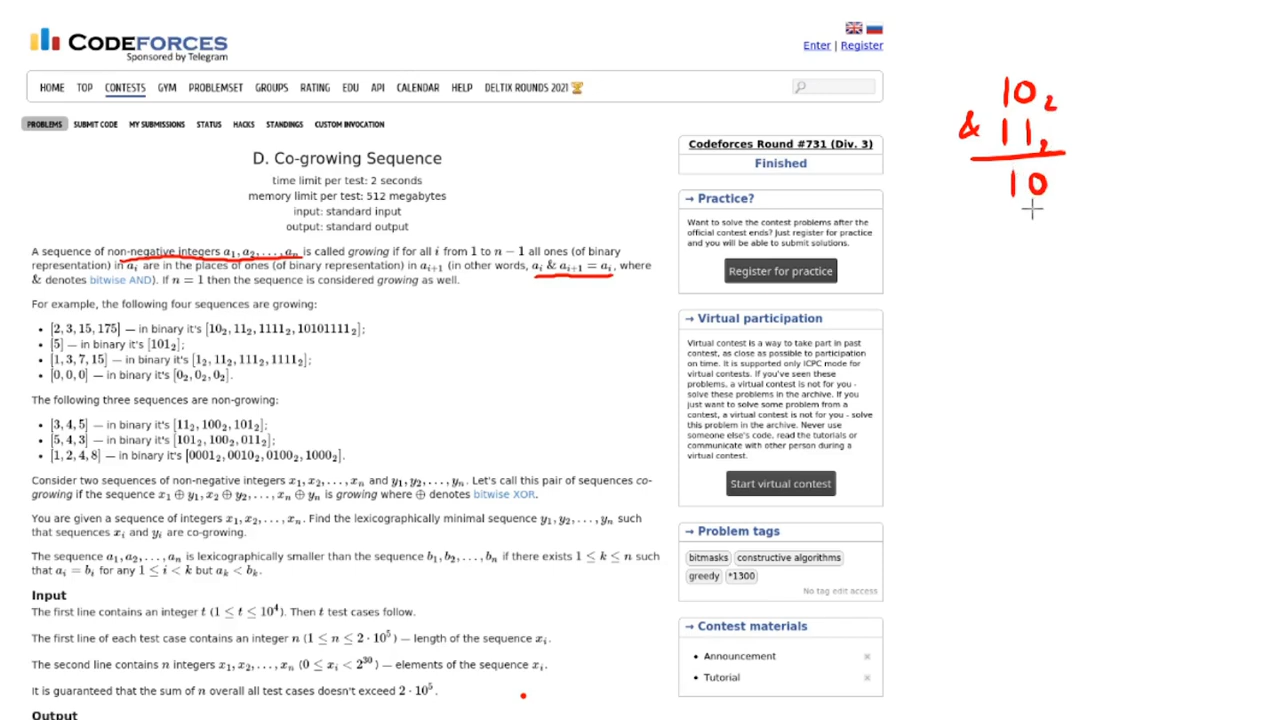 CODEFORCES
Sponsored by Telegram
Enter | Register
HOME TOP CONTESTS GYM PROBLEMSET GROUPS RATING EDU API CALENDAR HELP DELTIX ROUNDS 2021
PROBLEMS SUBMIT CODE MY SUBMISSIONS STATUS HACKS STANDINGS CUSTOM INVOCATION
D. Co-growing Sequence
time limit per test: 2 seconds
memory limit per test: 512 megabytes
input: standard input
output: standard output
A sequence of non-negative integers a₁, a₂, . . . , aₙ is called growing if for all i from 1 to n − 1 all ones (of binary
representation) in aᵢ are in the places of ones (of binary representation) in aᵢ₊₁ (in other words, aᵢ & aᵢ₊₁ = aᵢ, where
& denotes bitwise AND). If n = 1 then the sequence is considered growing as well.
For example, the following four sequences are growing:
• [2, 3, 15, 175] — in binary it's [10₂, 11₂, 1111₂, 10101111₂];
• [5] — in binary it's [101₂];
• [1, 3, 7, 15] — in binary it's [1₂, 11₂, 111₂, 1111₂];
• [0, 0, 0] — in binary it's [0₂, 0₂, 0₂].
The following three sequences are non-growing:
• [3, 4, 5] — in binary it's [11₂, 100₂, 101₂];
• [5, 4, 3] — in binary it's [101₂, 100₂, 011₂];
• [1, 2, 4, 8] — in binary it's [0001₂, 0010₂, 0100₂, 1000₂].
Consider two sequences of non-negative integers x₁, x₂, . . . , xₙ and y₁, y₂, . . . , yₙ. Let's call this pair of sequences co-
growing if the sequence x₁ ⊕ y₁, x₂ ⊕ y₂, . . . , xₙ ⊕ yₙ is growing where ⊕ denotes bitwise XOR.
You are given a sequence of integers x₁, x₂, . . . , xₙ. Find the lexicographically minimal sequence y₁, y₂, . . . , yₙ such
that sequences xᵢ and yᵢ are co-growing.
The sequence a₁, a₂, . . . , aₙ is lexicographically smaller than the sequence b₁, b₂, . . . , bₙ if there exists 1 ≤ k ≤ n such
that aᵢ = bᵢ for any 1 ≤ i < k but aₖ < bₖ.
Input
The first line contains an integer t (1 ≤ t ≤ 10⁴). Then t test cases follow.
The first line of each test case contains an integer n (1 ≤ n ≤ 2 · 10⁵) — length of the sequence xᵢ.
The second line contains n integers x₁, x₂, . . . , xₙ (0 ≤ xᵢ < 2³⁰) — elements of the sequence xᵢ.
It is guaranteed that the sum of n overall all test cases doesn't exceed 2 · 10⁵.
Output
Codeforces Round #731 (Div. 3)
Finished
→ Practice?
Want to solve the contest problems after the
official contest ends? Just register for practice
and you will be able to submit solutions.
Register for practice
→ Virtual participation
Virtual contest is a way to take part in past
contest, as close as possible to participation
on time. It is supported only ICPC mode for
virtual contests. If you've seen these
problems, a virtual contest is not for you -
solve these problems in the archive. If you
just want to solve some problem from a
contest, a virtual contest is not for you - solve
this problem in the archive. Never use
someone else's code, read the tutorials or
communicate with other person during a
virtual contest.
Start virtual contest
→ Problem tags
bitmasks constructive algorithms
greedy *1300
No tag edit access
→ Contest materials
• Announcement
• Tutorial
10₂
& 11₂
10